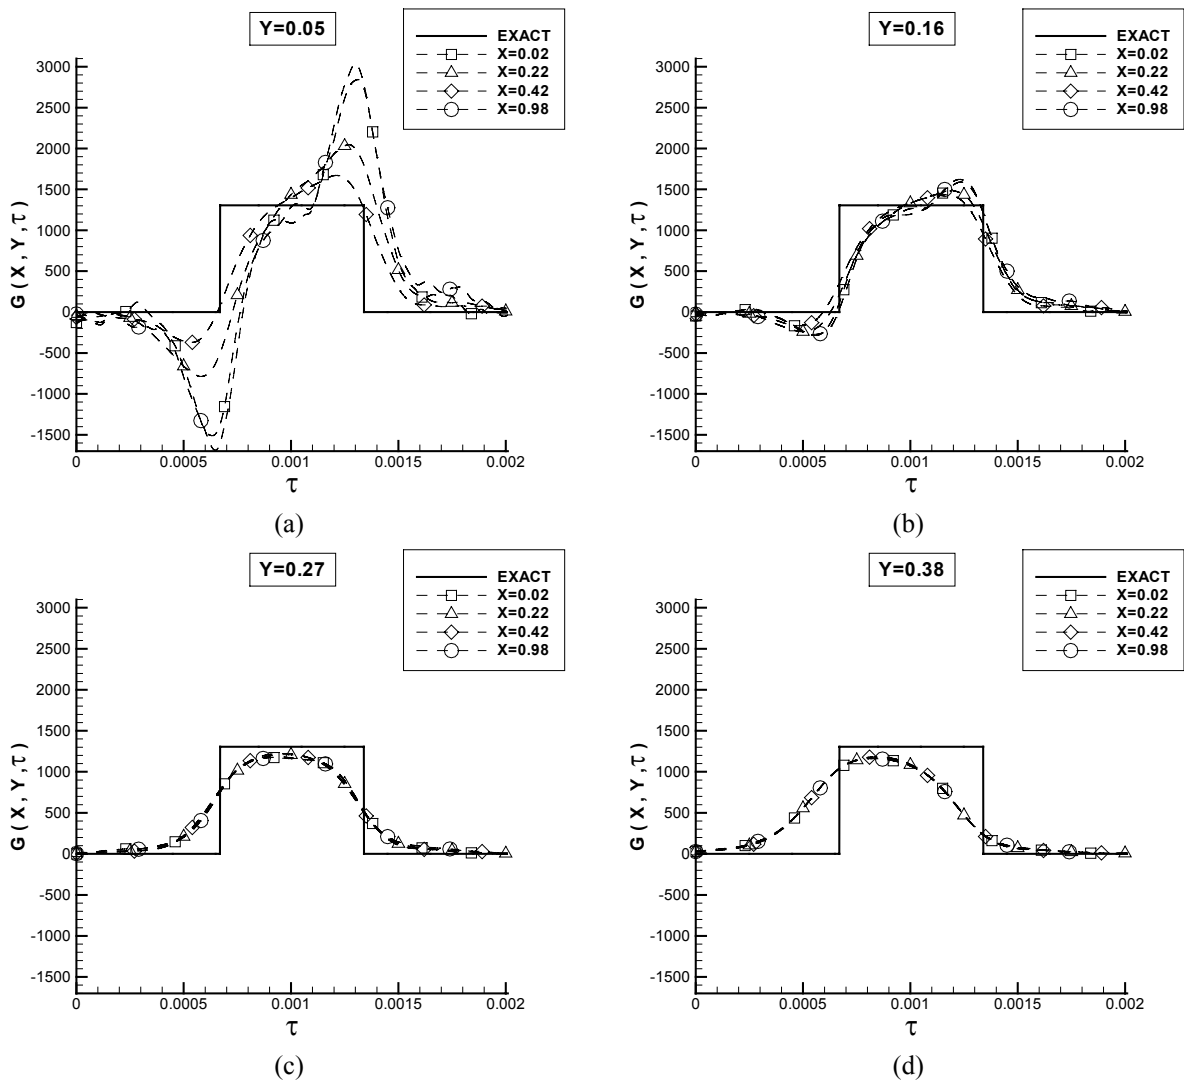 Y=0.05
EXACT
X=0.02
X=0.22
X=0.42
X=0.98
3000
2500
2000
1500
1000
500
0
-500
-1000
-1500
G ( X , Y , τ )
0
0.0005
0.001
0.0015
0.002
τ
(a)
Y=0.16
EXACT
X=0.02
X=0.22
X=0.42
X=0.98
3000
2500
2000
1500
1000
500
0
-500
-1000
-1500
G ( X , Y , τ )
0
0.0005
0.001
0.0015
0.002
τ
(b)
Y=0.27
EXACT
X=0.02
X=0.22
X=0.42
X=0.98
3000
2500
2000
1500
1000
500
0
-500
-1000
-1500
G ( X , Y , τ )
0
0.0005
0.001
0.0015
0.002
τ
(c)
Y=0.38
EXACT
X=0.02
X=0.22
X=0.42
X=0.98
3000
2500
2000
1500
1000
500
0
-500
-1000
-1500
G ( X , Y , τ )
0
0.0005
0.001
0.0015
0.002
τ
(d)